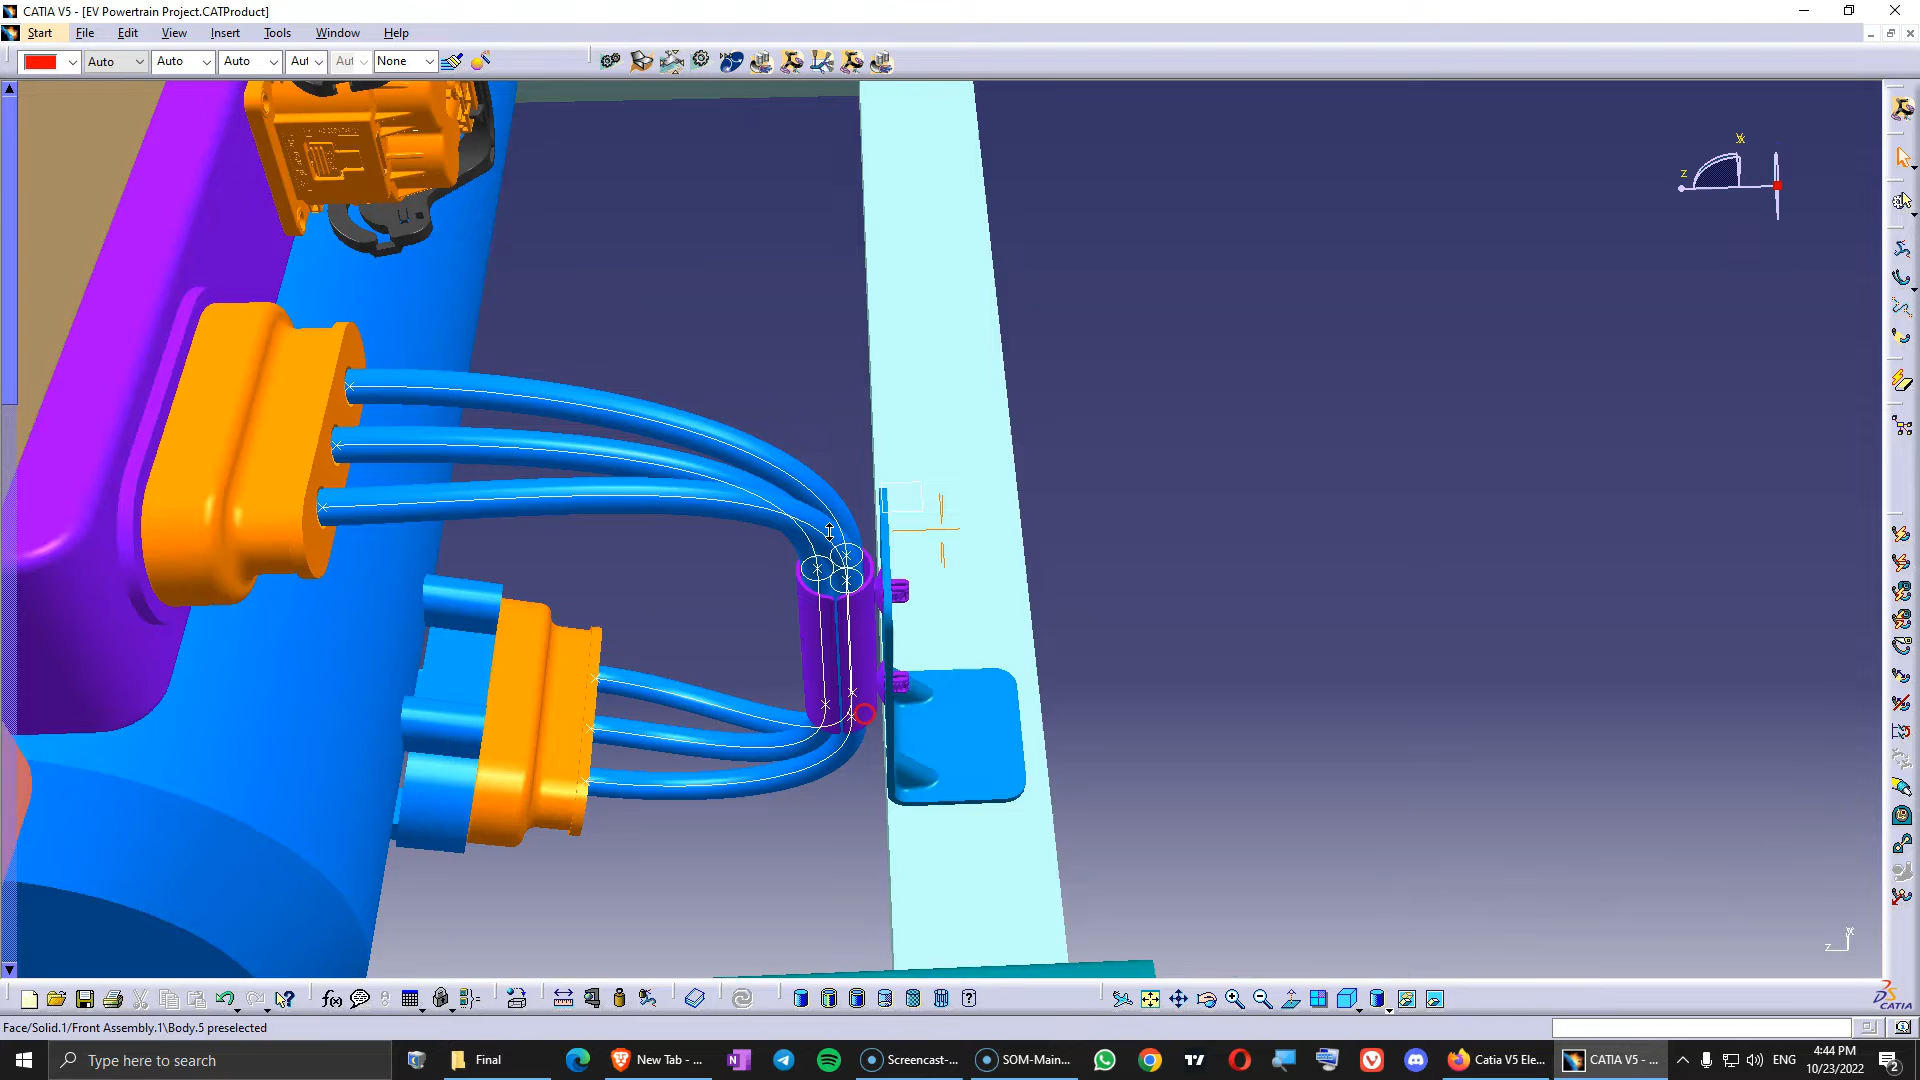 CATIA V5 - [EV Powertrain Project.CATProduct]
Start File Edit View Insert Tools Window Help
Auto Auto Auto Aut Aut None
y
z
z
CATIA
Face/Solid.1/Front Assembly.1\Body.5 preselected
Type here to search
Final
New Tab - ...
Screencast-...
SOM-Main...
Catia V5 Ele...
CATIA V5 - ...
ENG
4:44 PM
10/23/2022
2